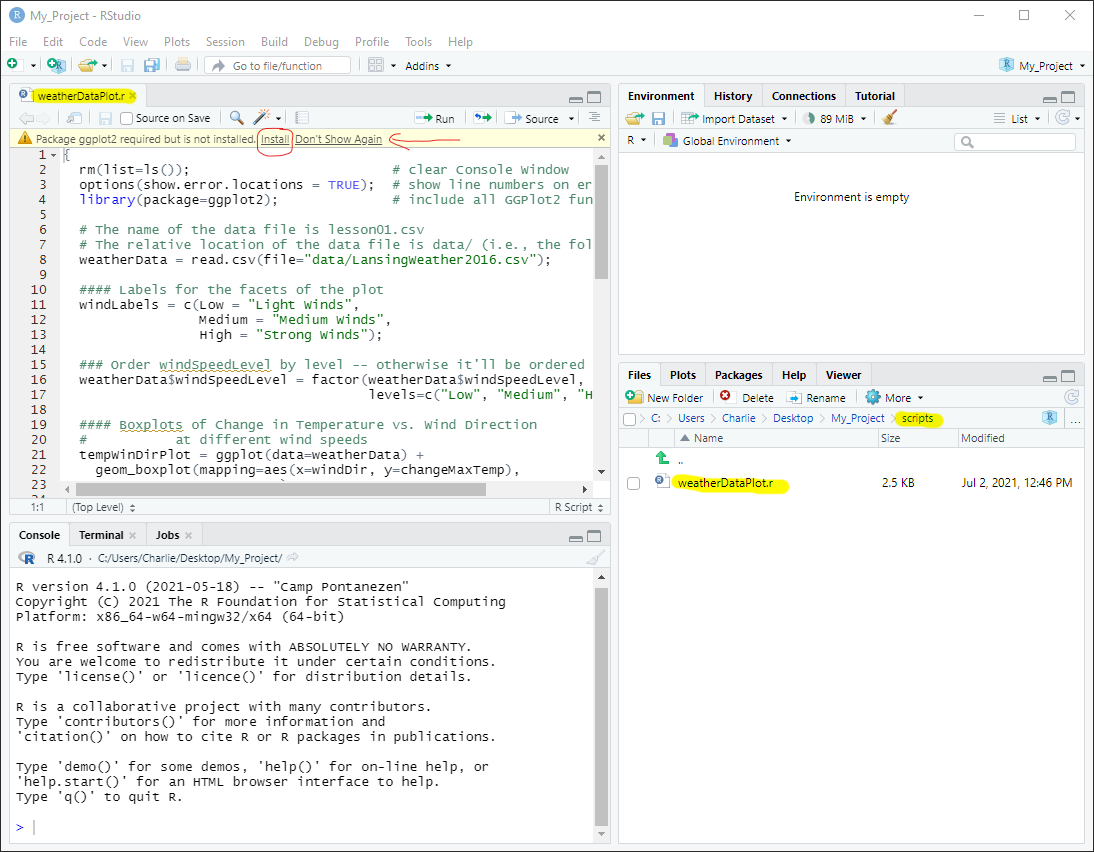 My_Project - RStudio
File Edit Code View Plots Session Build Debug Profile Tools Help
Go to file/function Addins My_Project
weatherDataPlot.r
Source on Save Run Source
Package ggplot2 required but is not installed. Install Don't Show Again
1 {
2 rm(list=ls()); # clear Console Window
3 options(show.error.locations = TRUE); # show line numbers on er
4 library(package=ggplot2); # include all GGPlot2 fun
5
6 # The name of the data file is lesson01.csv
7 # The relative location of the data file is data/ (i.e., the fol
8 weatherData = read.csv(file="data/LansingWeather2016.csv");
9
10 #### Labels for the facets of the plot
11 windLabels = c(Low = "Light Winds",
12 Medium = "Medium Winds",
13 High = "Strong Winds");
14
15 ### Order windSpeedLevel by level -- otherwise it'll be ordered
16 weatherData$windSpeedLevel = factor(weatherData$windSpeedLevel,
17 levels=c("Low", "Medium", "H
18
19 #### Boxplots of Change in Temperature vs. Wind Direction
20 # at different wind speeds
21 tempWinDirPlot = ggplot(data=weatherData) +
22 geom_boxplot(mapping=aes(x=windDir, y=changeMaxTemp),
23
1:1 (Top Level) R Script
Console Terminal Jobs
R 4.1.0 · C:/Users/Charlie/Desktop/My_Project/
R version 4.1.0 (2021-05-18) -- "Camp Pontanezen"
Copyright (C) 2021 The R Foundation for Statistical Computing
Platform: x86_64-w64-mingw32/x64 (64-bit)
R is free software and comes with ABSOLUTELY NO WARRANTY.
You are welcome to redistribute it under certain conditions.
Type 'license()' or 'licence()' for distribution details.
R is a collaborative project with many contributors.
Type 'contributors()' for more information and
'citation()' on how to cite R or R packages in publications.
Type 'demo()' for some demos, 'help()' for on-line help, or
'help.start()' for an HTML browser interface to help.
Type 'q()' to quit R.
>
Environment History Connections Tutorial
Import Dataset 89 MiB List
R Global Environment
Environment is empty
Files Plots Packages Help Viewer
New Folder Delete Rename More
C: Users Charlie Desktop My_Project scripts ...
Name Size Modified
..
weatherDataPlot.r 2.5 KB Jul 2, 2021, 12:46 PM